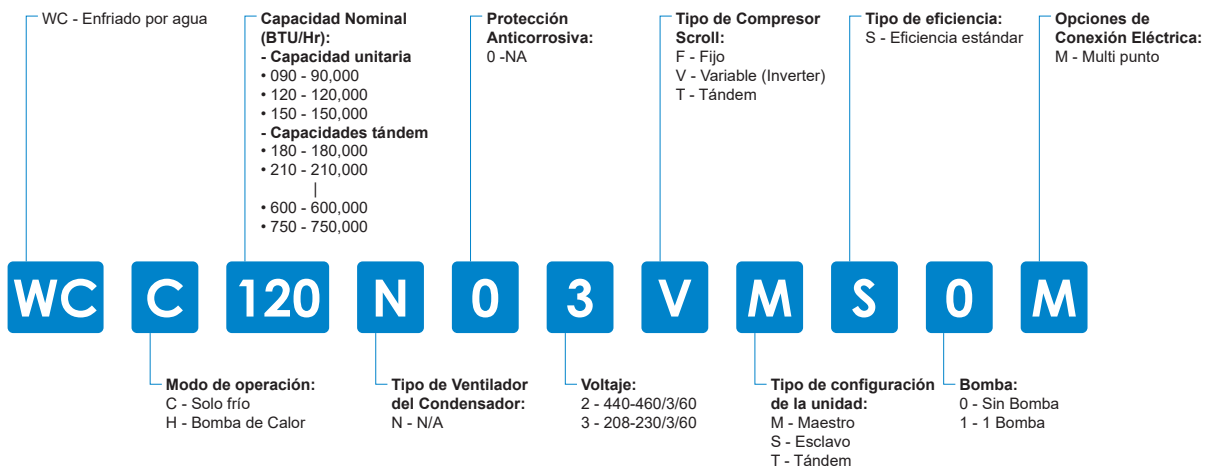 WC - Enfriado por agua
Capacidad Nominal
(BTU/Hr):
- Capacidad unitaria
• 090 - 90,000
• 120 - 120,000
• 150 - 150,000
- Capacidades tándem
• 180 - 180,000
• 210 - 210,000
|
• 600 - 600,000
• 750 - 750,000
Protección
Anticorrosiva:
0 -NA
Tipo de Compresor
Scroll:
F - Fijo
V - Variable (Inverter)
T - Tándem
Tipo de eficiencia:
S - Eficiencia estándar
Opciones de
Conexión Eléctrica:
M - Multi punto
WC C 120 N 0 3 V M S 0 M
Modo de operación:
C - Solo frío
H - Bomba de Calor
Tipo de Ventilador
del Condensador:
N - N/A
Voltaje:
2 - 440-460/3/60
3 - 208-230/3/60
Tipo de configuración
de la unidad:
M - Maestro
S - Esclavo
T - Tándem
Bomba:
0 - Sin Bomba
1 - 1 Bomba